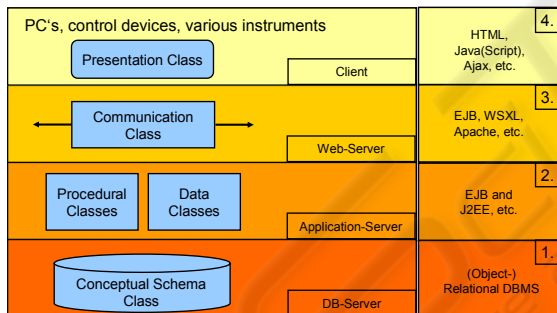 PC's, control devices, various instruments
Presentation Class
Client
HTML,
Java(Script),
Ajax, etc.
4.
Communication
Class
Web-Server
EJB, WSXL,
Apache, etc.
3.
Procedural
Classes
Data
Classes
Application-Server
EJB and
J2EE, etc.
2.
Conceptual Schema
Class
DB-Server
(Object-)
Relational DBMS
1.